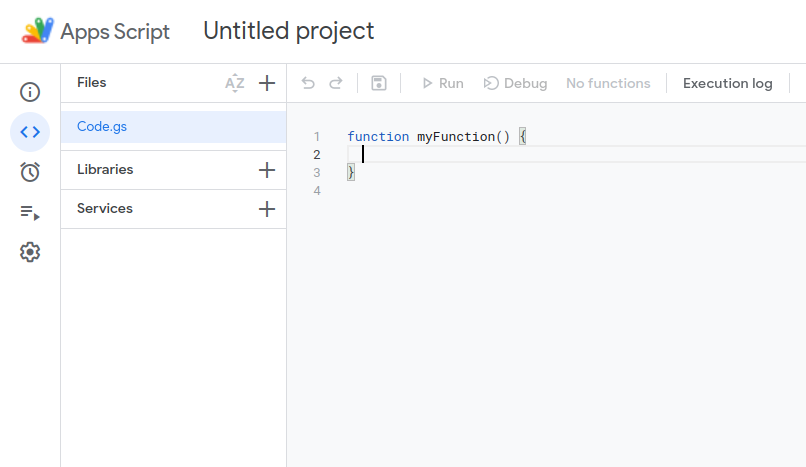 Apps Script Untitled project
Files AZ Run Debug No functions Execution log
Code.gs
Libraries
Services
1 function myFunction() {
2
3 }
4